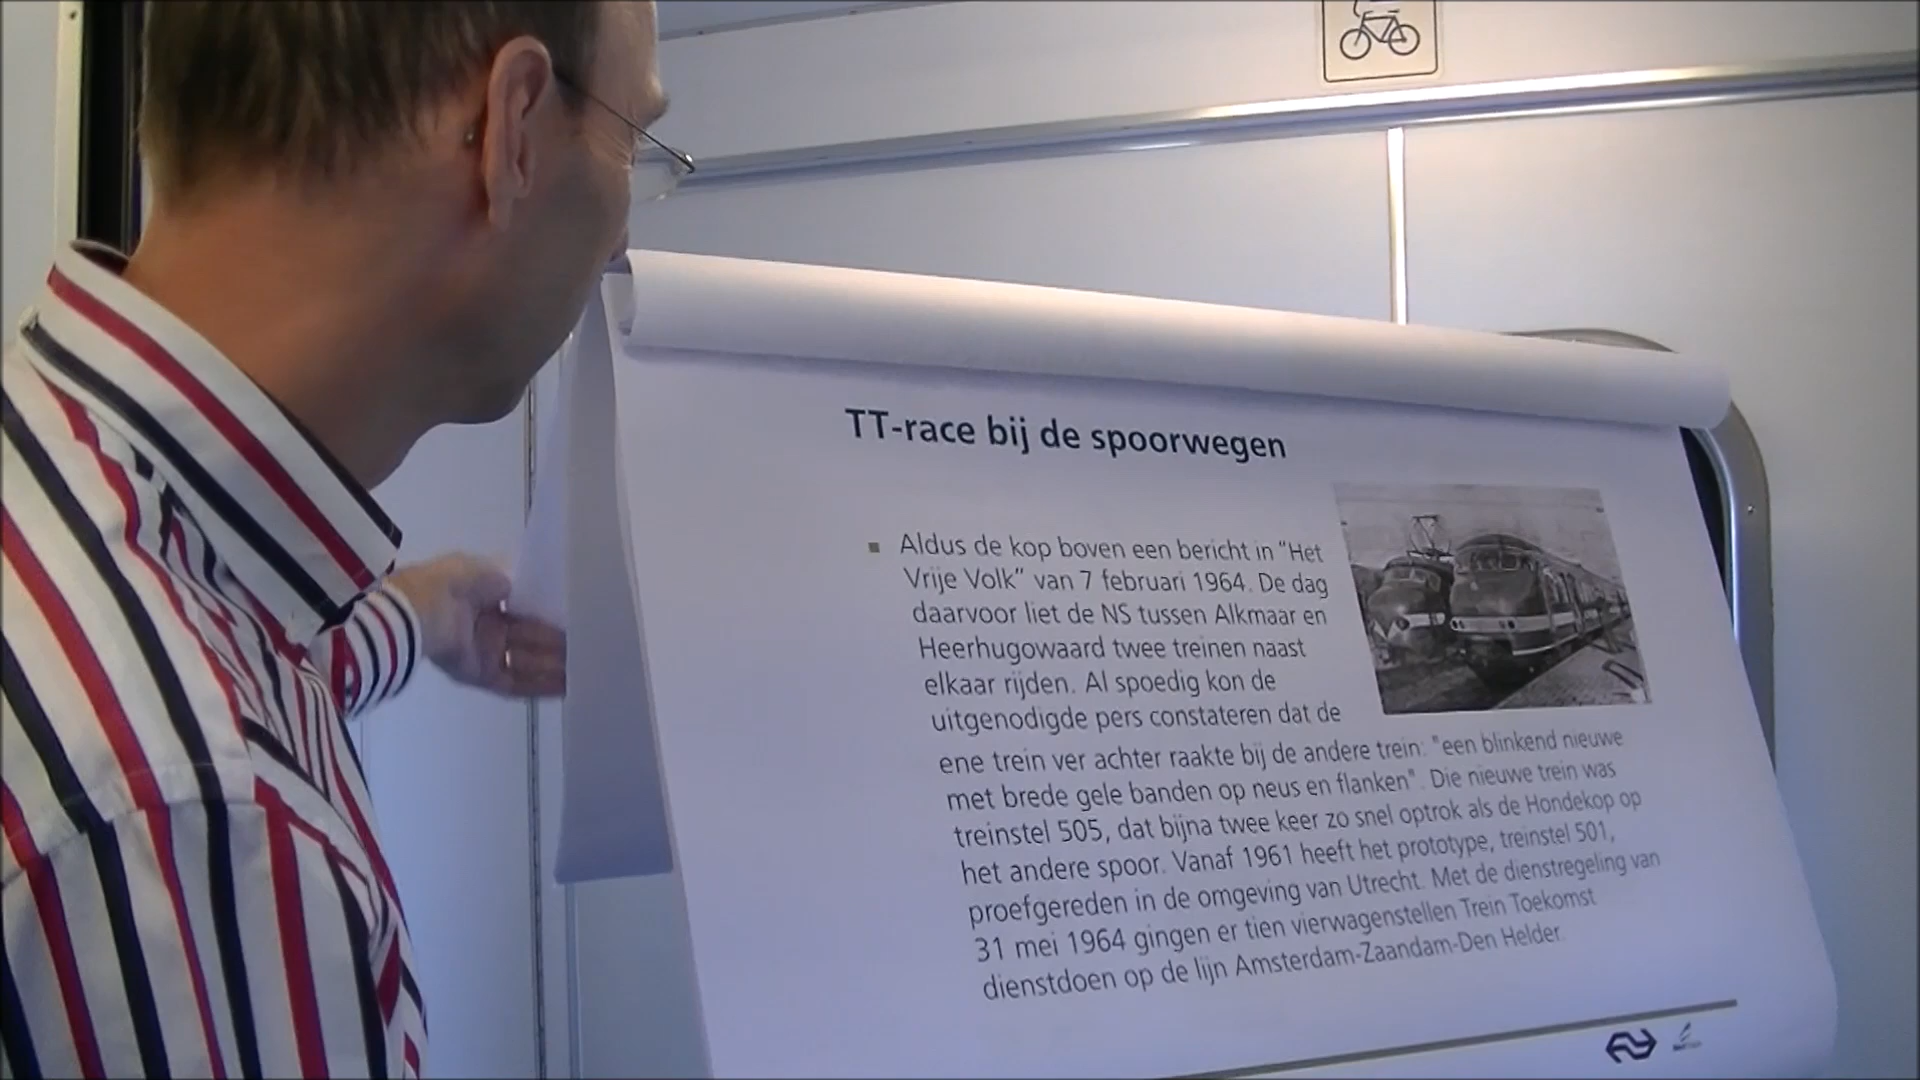 TT-race bij de spoorwegen
Aldus de kop boven een bericht in "Het
Vrije Volk" van 7 februari 1964. De dag
daarvoor liet de NS tussen Alkmaar en
Heerhugowaard twee treinen naast
elkaar rijden. Al spoedig kon de
uitgenodigde pers constateren dat de
ene trein ver achter raakte bij de andere trein: "een blinkend nieuwe
met brede gele banden op neus en flanken". Die nieuwe trein was
treinstel 505, dat bijna twee keer zo snel optrok als de Hondekop op
het andere spoor. Vanaf 1961 heeft het prototype, treinstel 501,
proefgereden in de omgeving van Utrecht. Met de dienstregeling van
31 mei 1964 gingen er tien vierwagenstellen Trein Toekomst
dienstdoen op de lijn Amsterdam-Zaandam-Den Helder.